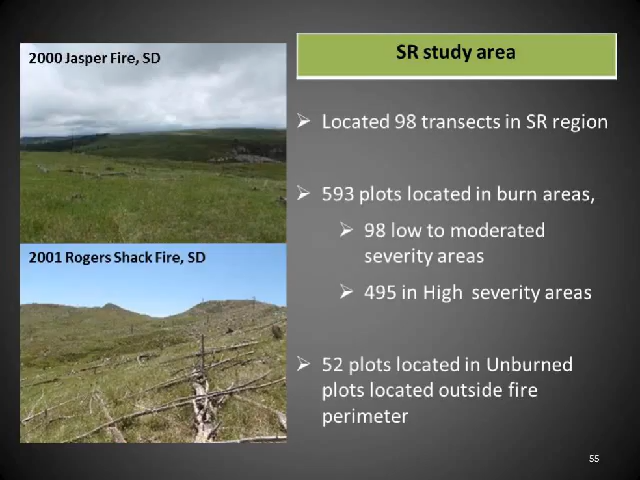 2000 Jasper Fire, SD
2001 Rogers Shack Fire, SD
SR study area
➢ Located 98 transects in SR region
➢ 593 plots located in burn areas,
➢ 98 low to moderated
severity areas
➢ 495 in High severity areas
➢ 52 plots located in Unburned
plots located outside fire
perimeter
55